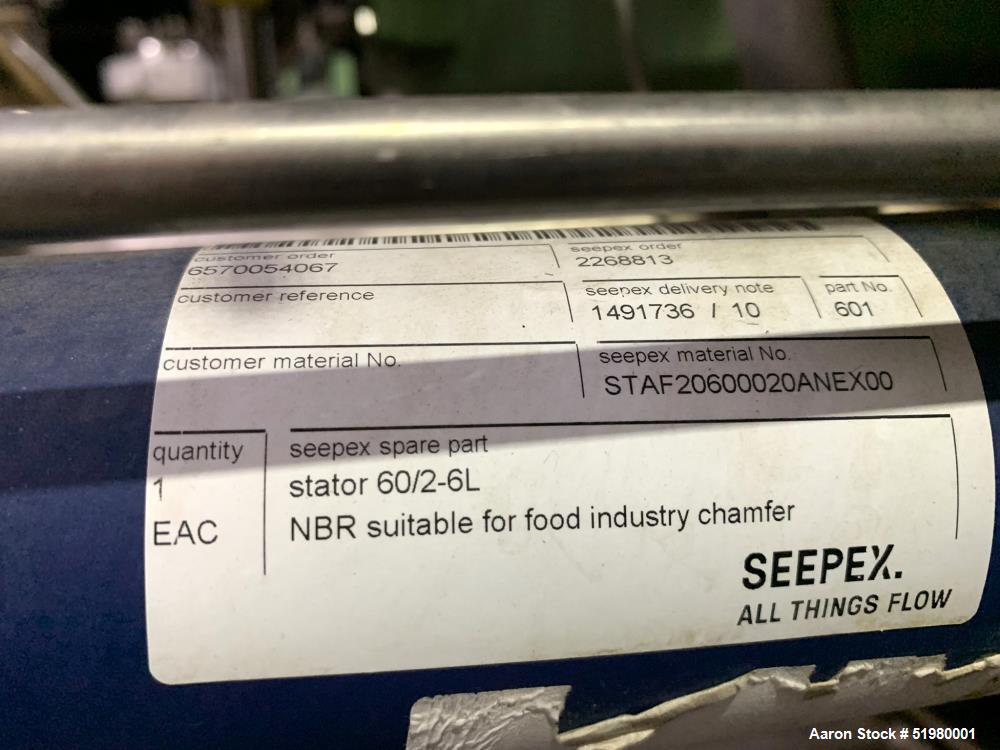 customer order
6570054067
seepex order
2268813
customer reference
seepex delivery note
1491736 / 10
part No.
601
customer material No.
seepex material No.
STAF20600020ANEX00
quantity
1
EAC
seepex spare part
stator 60/2-6L
NBR suitable for food industry chamfer
SEEPEX.
ALL THINGS FLOW
Aaron Stock # 51980001